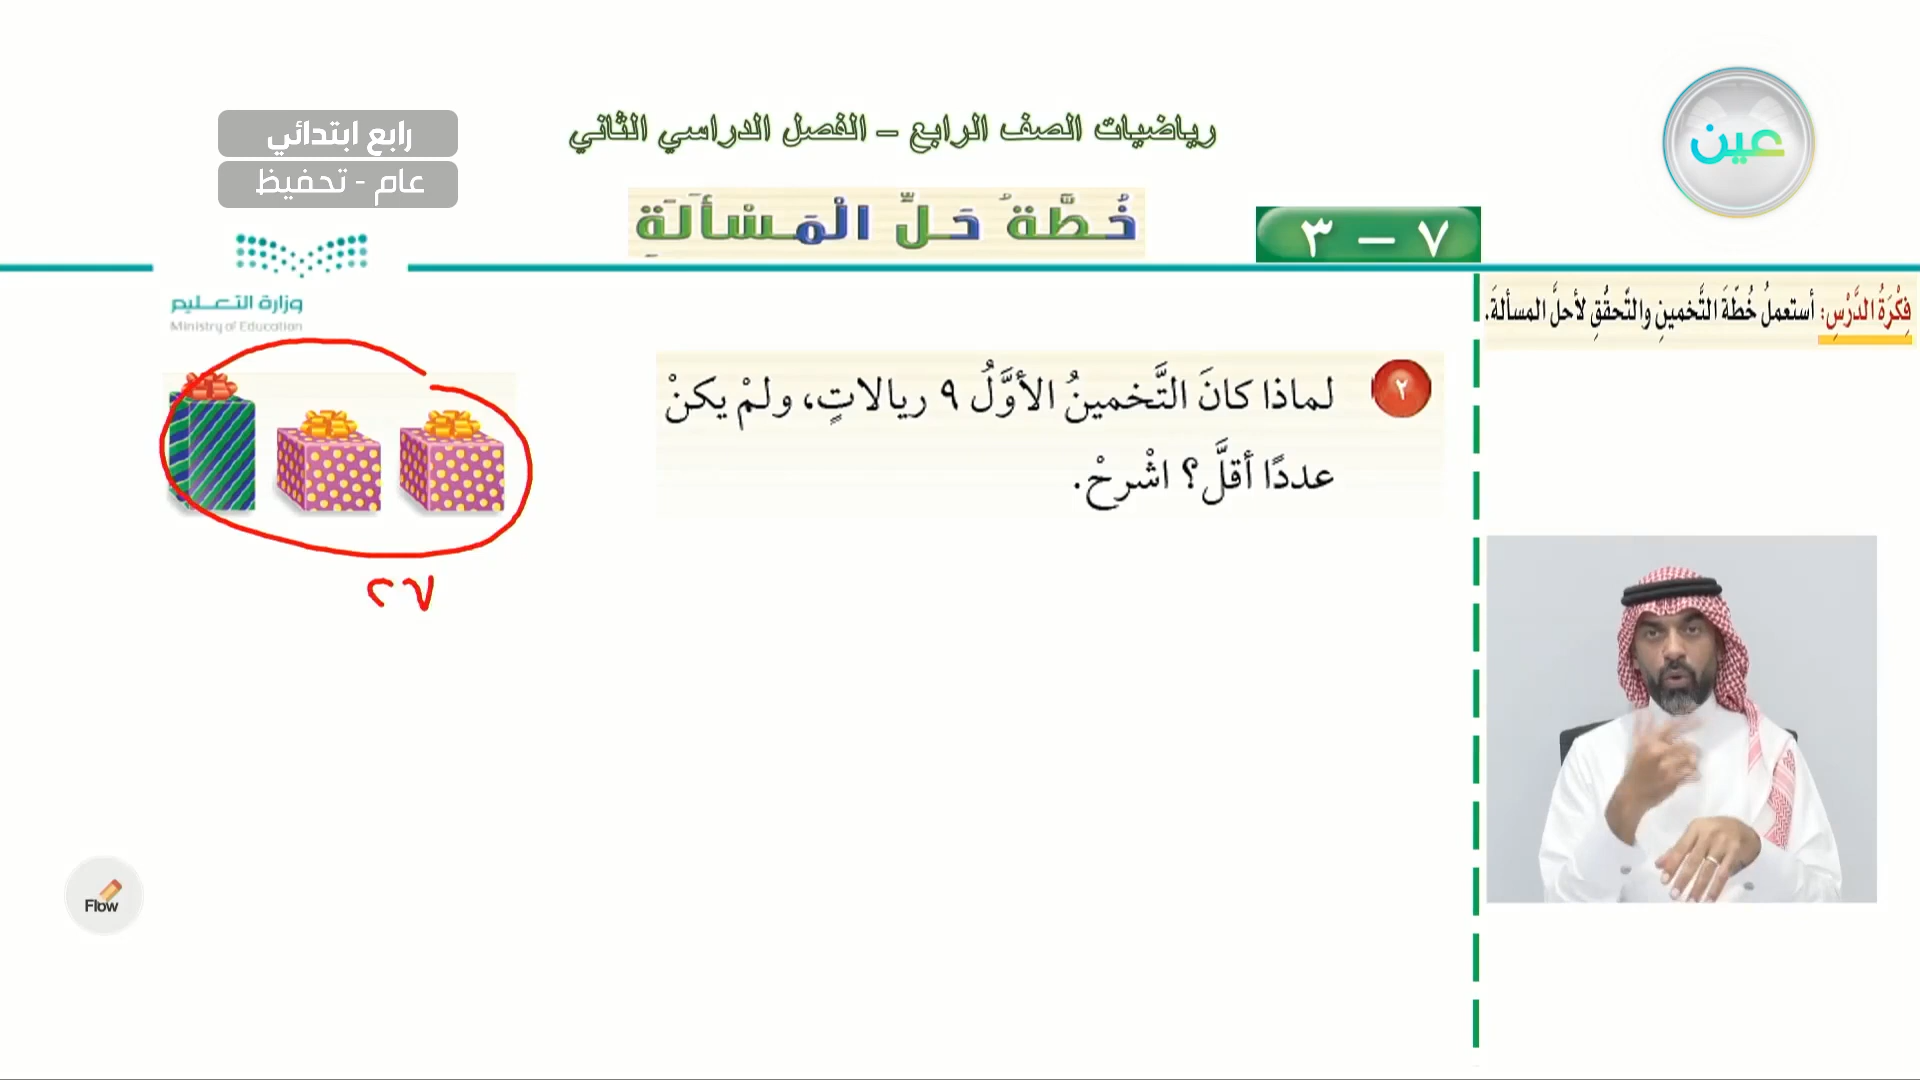 رابع ابتدائي
عام - تحفيظ
رياضيات الصف الرابع – الفصل الدراسي الثاني
عين
خُطَّةُ حَلِّ الْمَسْأَلَةِ
٧ – ٣
وزارة التعليم
Ministry of Education
فِكْرَةُ الدَّرْسِ: أستعملُ خُطَّةَ التَّخمينِ والتَّحقُّقِ لأحلَّ المسألةَ.
٢ لماذا كانَ التَّخمينُ الأوَّلُ ٩ ريالاتٍ، ولمْ يكنْ
عددًا أقلَّ؟ اشْرحْ.
٢٧
Flow